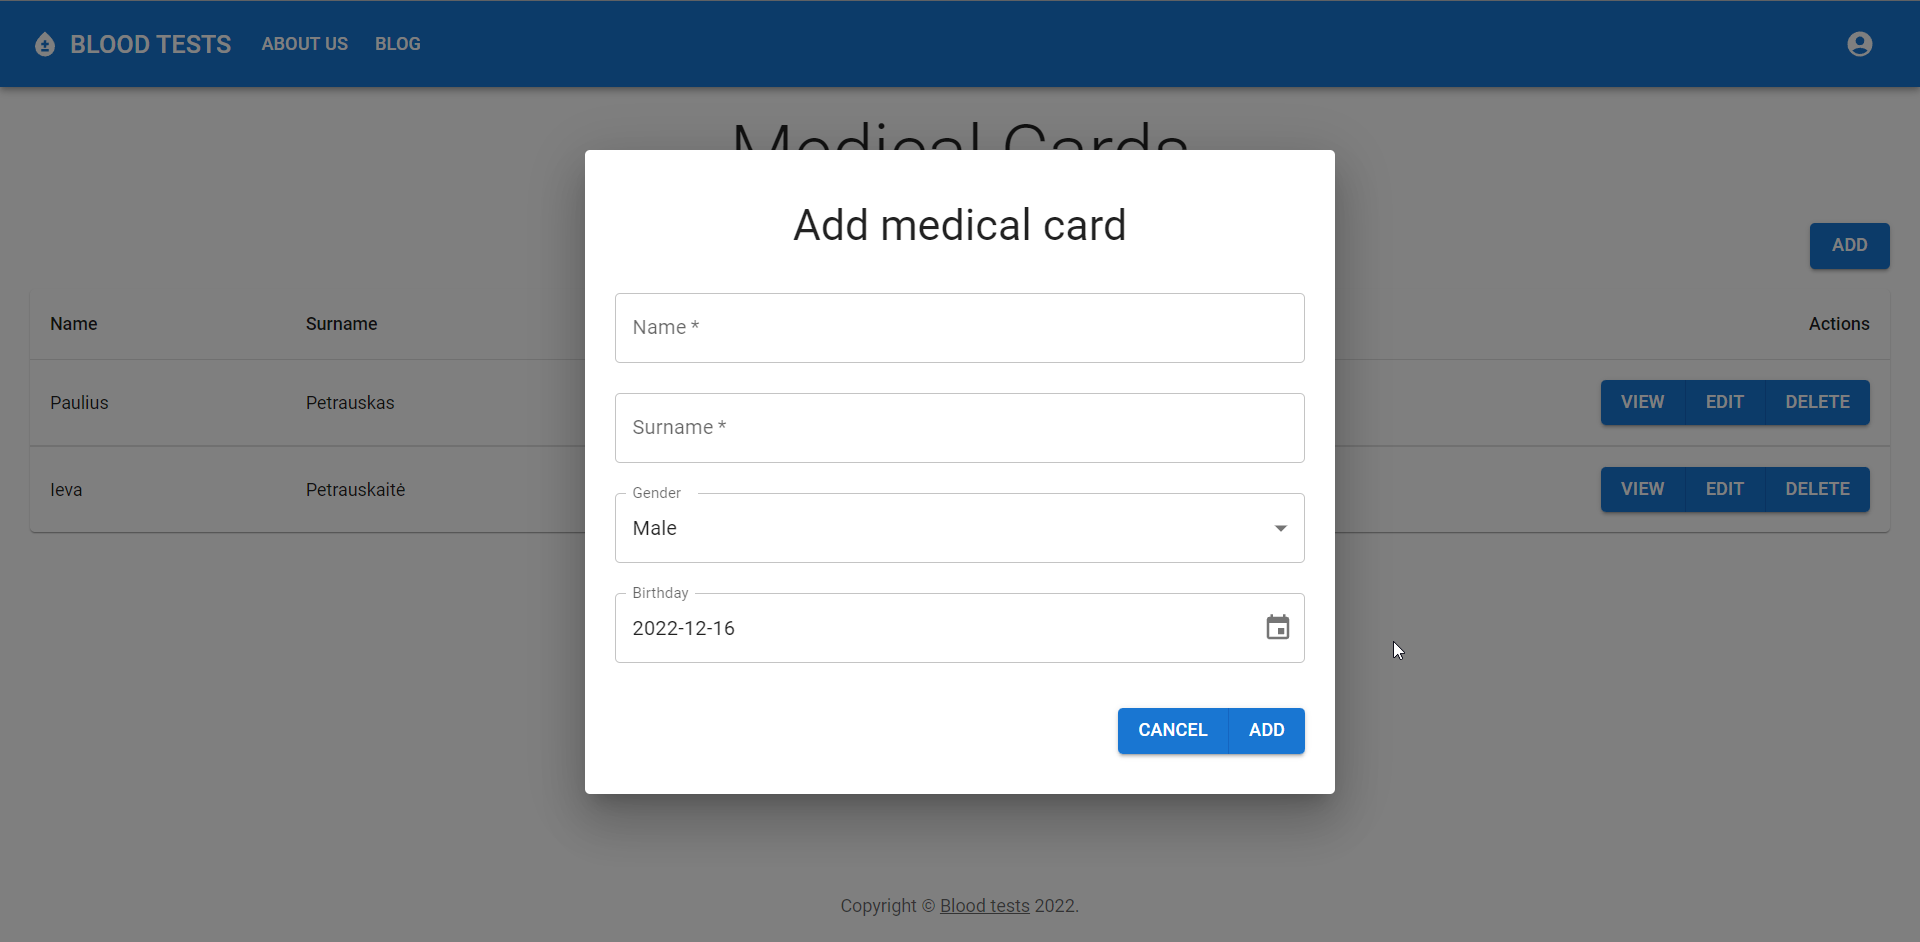 BLOOD TESTS ABOUT US BLOG
Medical Cards
Add medical card
ADD
Name *
Name Surname Actions
Paulius Petrauskas VIEW EDIT DELETE
Surname *
Ieva Petrauskaitė VIEW EDIT DELETE
Gender
Male
Birthday
2022-12-16
CANCEL ADD
Copyright © Blood tests 2022.